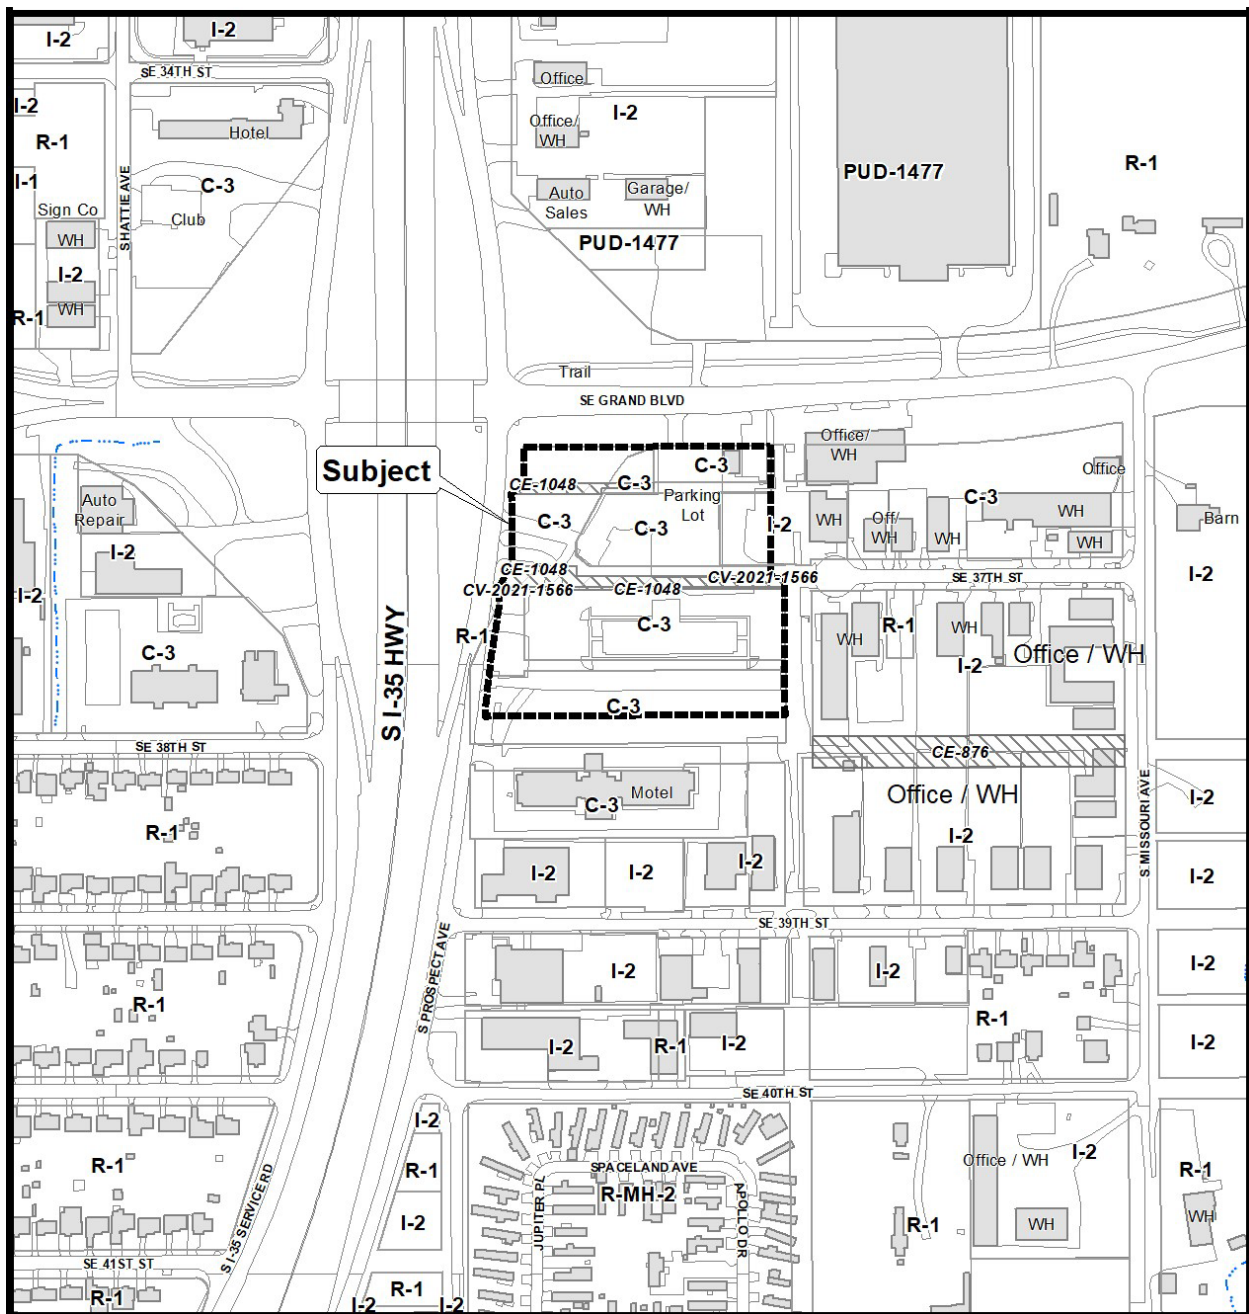 I-2
I-2
SE 34TH ST
I-2
R-1
I-1
Hotel
C-3
Club
S HATTIE AVE
Sign Co
WH
I-2
WH
R-1
Office
Office/
WH
I-2
Auto
Sales
Garage/
WH
PUD-1477
PUD-1477
R-1
Trail
SE GRAND BLVD
Subject
CE-1048
C-3
C-3
C-3
Parking
Lot
C-3
I-2
CE-1048
CV-2021-1566
CE-1048
CV-2021-1566
C-3
R-1
C-3
Office/
WH
WH
Off/
WH
WH
C-3
WH
WH
Office
Barn
I-2
SE 37TH ST
WH
R-1
WH
I-2
Office / WH
CE-876
Office / WH
I-2
Auto
Repair
I-2
I-2
C-3
S I-35 HWY
SE 38TH ST
R-1
Motel
C-3
I-2
I-2
I-2
S MISSOURI AVE
I-2
I-2
SE 39TH ST
S PROSPECT AVE
R-1
I-2
I-2
I-2
R-1
I-2
R-1
I-2
I-2
SE 40TH ST
R-1
S I-35 SERVICE RD
SE 41ST ST
R-1
I-2
R-1
I-2
R-1
I-2
I-2
SPACELAND AVE
R-MH-2
JUPITER PL
APOLLO DR
R-1
Office / WH
I-2
WH
R-1
WH